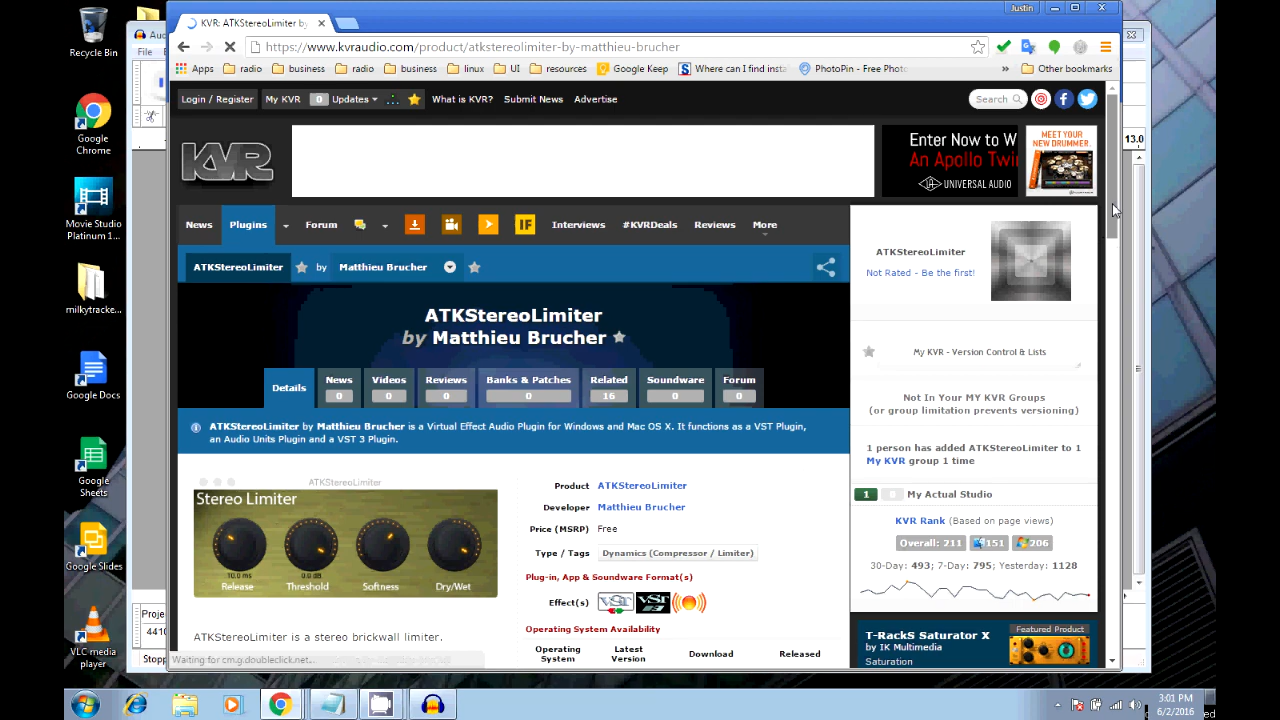 Recycle Bin
Google Chrome
Movie Studio Platinum 1...
milkytracke...
Google Docs
Google Sheets
Google Slides
VLC media player
File
Justin
KVR: ATKStereoLimiter by
https://www.kvraudio.com/product/atkstereolimiter-by-matthieu-brucher
Apps radio business radio business linux UI resources Google Keep Where can I find insta PhotoPin - Free Photo » Other bookmarks
Login / Register My KVR 0 Updates What is KVR? Submit News Advertise Search
KVR
Enter Now to W
An Apollo Twi
UNIVERSAL AUDIO
MEET YOUR NEW DRUMMER.
13.0
News Plugins Forum IF Interviews #KVRDeals Reviews More
ATKStereoLimiter by Matthieu Brucher
ATKStereoLimiter
by Matthieu Brucher
Details News 0 Videos 0 Reviews 0 Banks & Patches 0 Related 16 Soundware 0 Forum 0
ATKStereoLimiter by Matthieu Brucher is a Virtual Effect Audio Plugin for Windows and Mac OS X. It functions as a VST Plugin,
an Audio Units Plugin and a VST 3 Plugin.
ATKStereoLimiter
Stereo Limiter
10.0 ms 0.0 dB
Release Threshold Softness Dry/Wet
ATKStereoLimiter is a stereo brickwall limiter.
Product ATKStereoLimiter
Developer Matthieu Brucher
Price (MSRP) Free
Type / Tags Dynamics (Compressor / Limiter)
Plug-in, App & Soundware Format(s)
Effect(s) VST VST
Operating System Availability
Operating System Latest Version Download Released
ATKStereoLimiter
Not Rated - Be the first!
My KVR - Version Control & Lists
Not In Your MY KVR Groups
(or group limitation prevents versioning)
1 person has added ATKStereoLimiter to 1
My KVR group 1 time
1 0 My Actual Studio
KVR Rank (Based on page views)
Overall: 211 151 206
30-Day: 493; 7-Day: 795; Yesterday: 1128
T-RackS Saturator X
by IK Multimedia
Saturation
Featured Product
Waiting for cm.g.doubleclick.net...
Proje
4410
Stopp
3:01 PM
6/2/2016